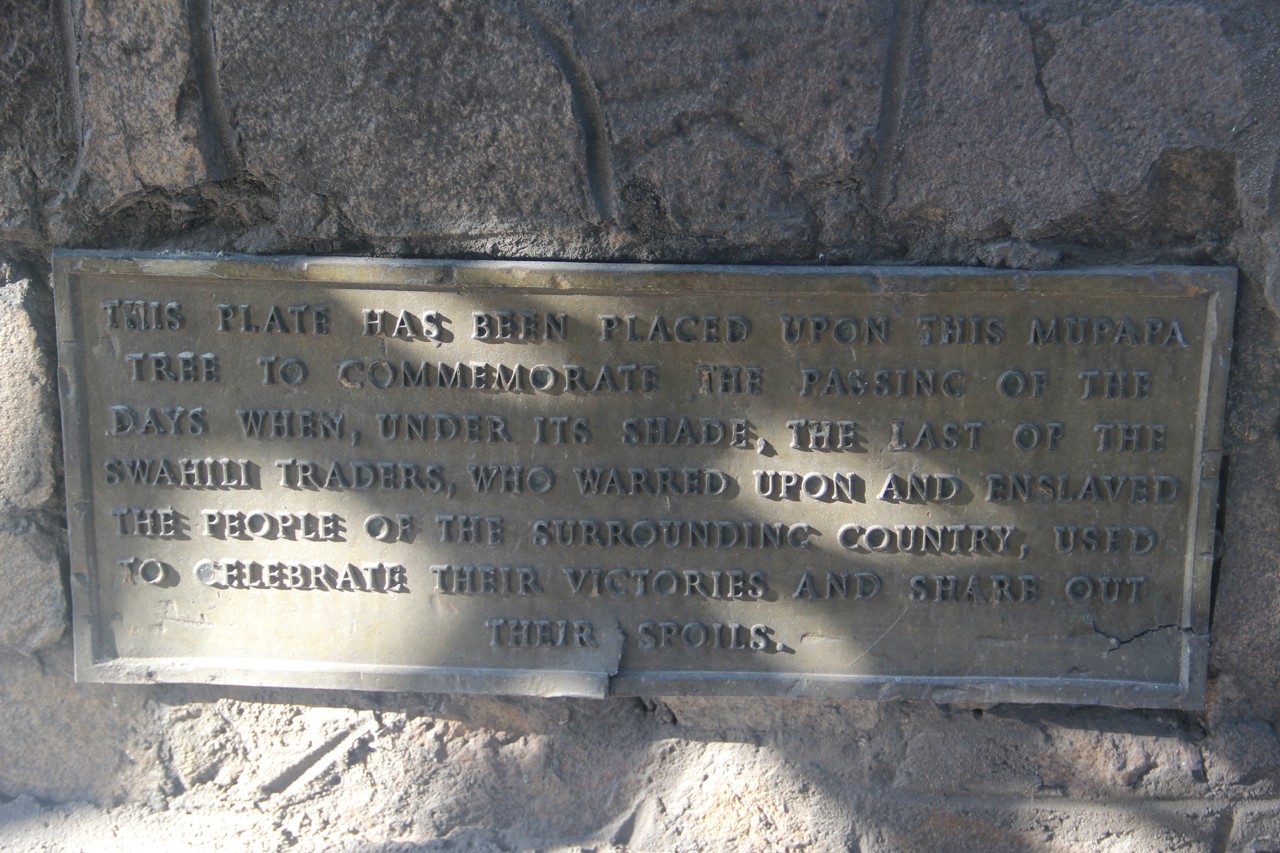 THIS PLATE HAS BEEN PLACED UPON THIS MUPAPA
TREE TO COMMEMORATE THE PASSING OF THE
DAYS WHEN, UNDER ITS SHADE, THE LAST OF THE
SWAHILI TRADERS, WHO WARRED UPON AND ENSLAVED
THE PEOPLE OF THE SURROUNDING COUNTRY, USED
TO CELEBRATE THEIR VICTORIES AND SHARE OUT
THEIR SPOILS.